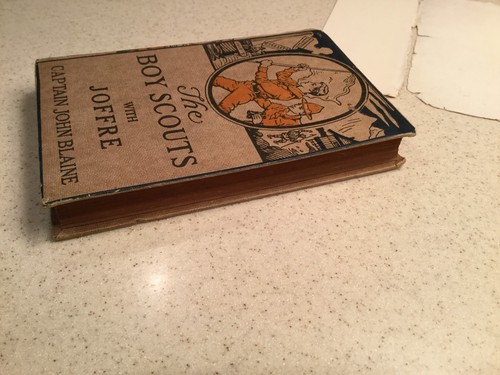 The
BOY SCOUTS
WITH
JOFFRE
CAPTAIN JOHN BLAINE